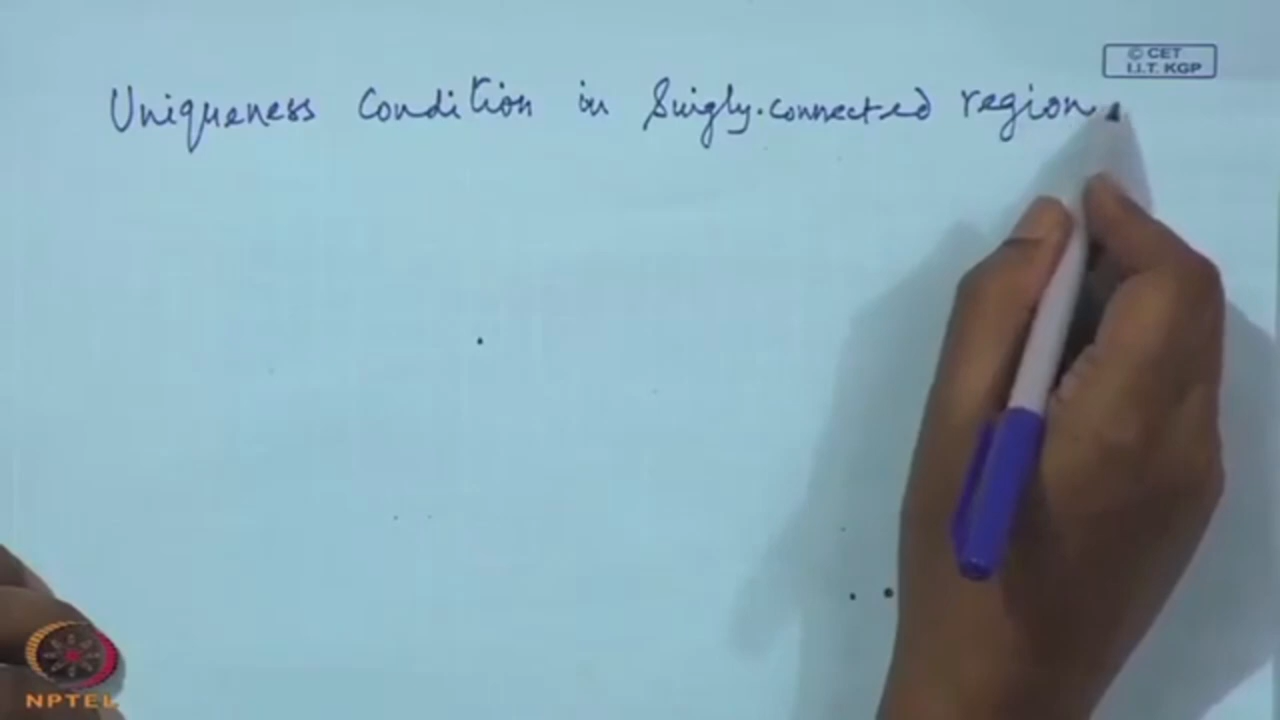 Uniqueness Condition in Singly-connected region
© CET
I.I.T. KGP
NPTEL